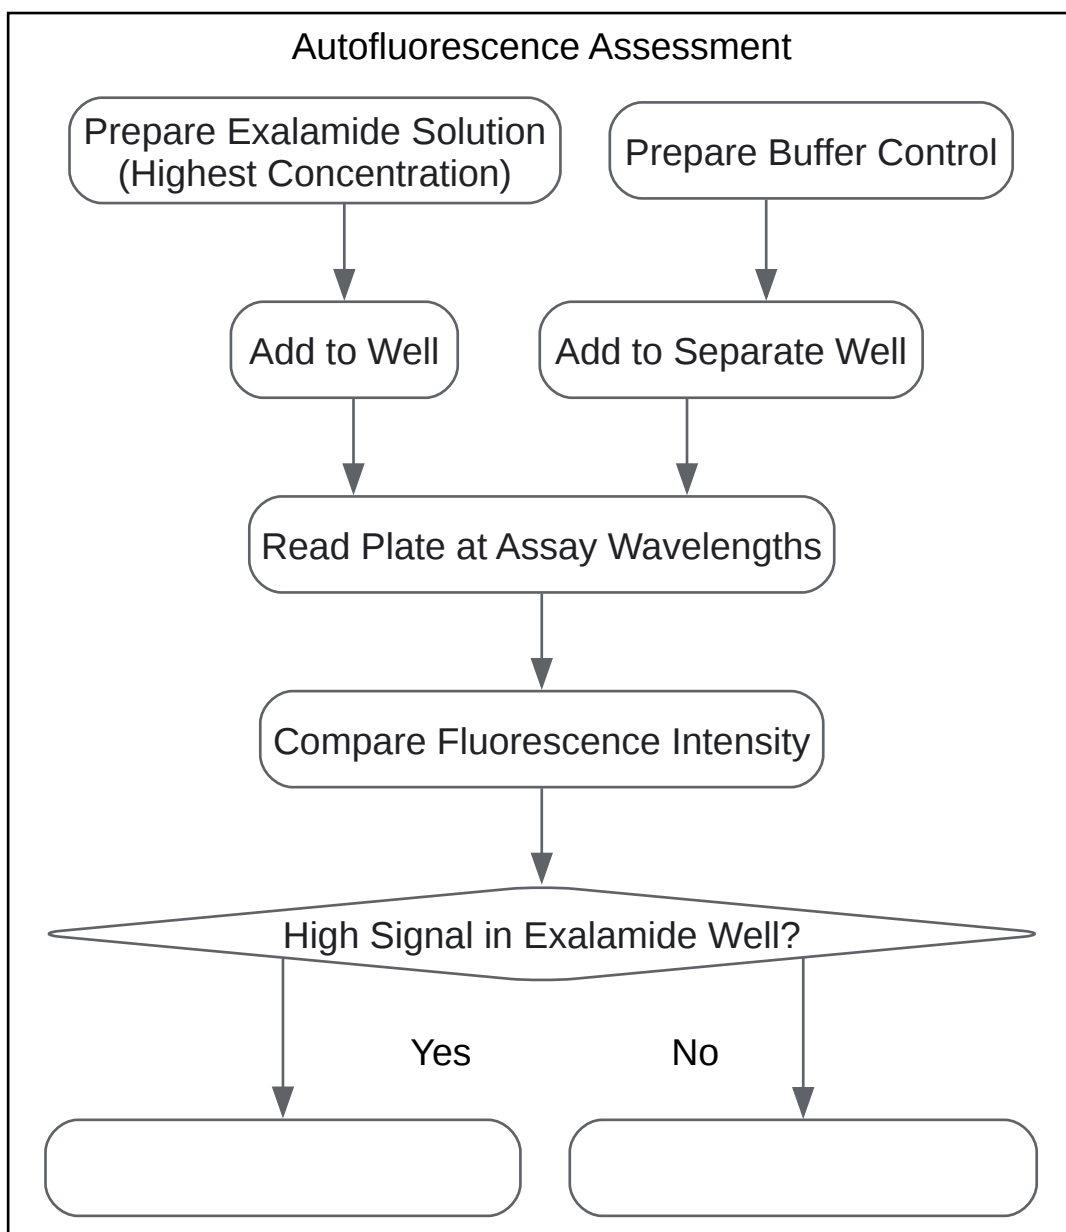 Autofluorescence Assessment
Prepare Exalamide Solution
(Highest Concentration)
Prepare Buffer Control
Add to Well
Add to Separate Well
Read Plate at Assay Wavelengths
Compare Fluorescence Intensity
High Signal in Exalamide Well?
Yes
No